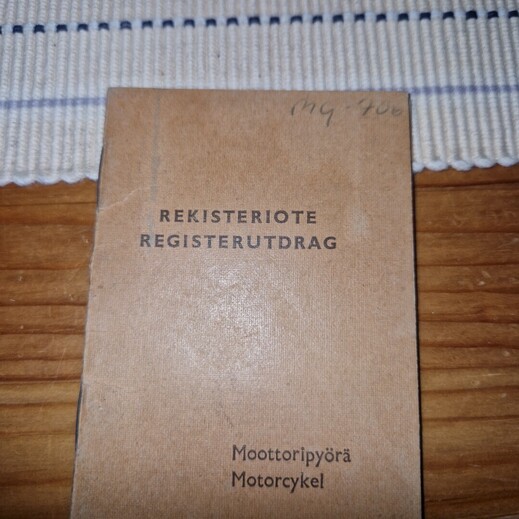 REKISTERIOTE
REGISTERUTDRAG
Moottoripyörä
Motorcykel